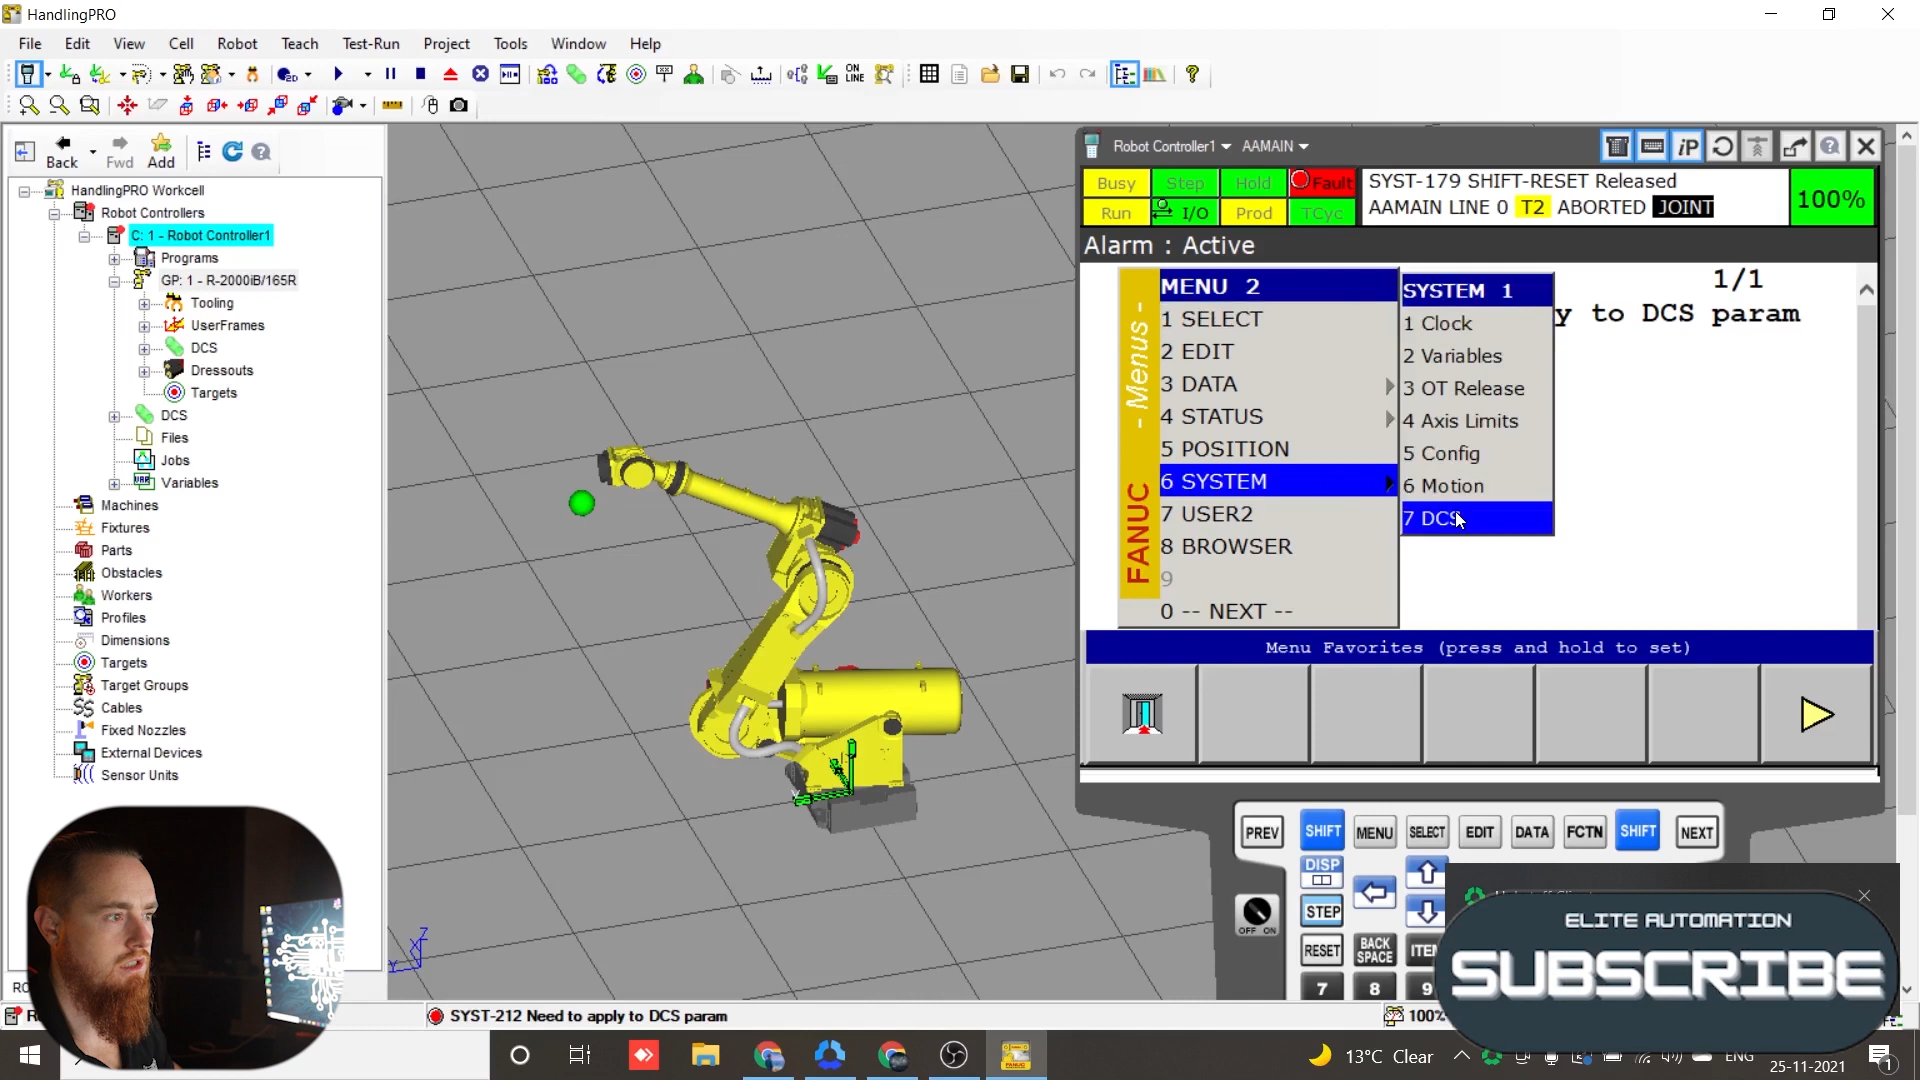 HandlingPRO
File Edit View Cell Robot Teach Test-Run Project Tools Window Help
ON LINE
Back Fwd Add
HandlingPRO Workcell
Robot Controllers
C: 1 - Robot Controller1
Programs
GP: 1 - R-2000iB/165R
Tooling
UserFrames
DCS
Dressouts
Targets
DCS
Files
Jobs
Variables
Machines
Fixtures
Parts
Obstacles
Workers
Profiles
Dimensions
Targets
Target Groups
Cables
Fixed Nozzles
External Devices
Sensor Units
Robot Controller1 AAMAIN
iP
Busy Step Hold Fault
Run I/O Prod TCyc
SYST-179 SHIFT-RESET Released
AAMAIN LINE 0 T2 ABORTED JOINT
100%
Alarm : Active
1/1
y to DCS param
FANUC - Menus -
MENU 2
1 SELECT
2 EDIT
3 DATA
4 STATUS
5 POSITION
6 SYSTEM
7 USER2
8 BROWSER
9
0 -- NEXT --
SYSTEM 1
1 Clock
2 Variables
3 OT Release
4 Axis Limits
5 Config
6 Motion
7 DCS
Menu Favorites (press and hold to set)
PREV SHIFT MENU SELECT EDIT DATA FCTN SHIFT NEXT
DISP
STEP
OFF ON
RESET BACK SPACE ITEM
7 8 9
ELITE AUTOMATION
SUBSCRIBE
SYST-212 Need to apply to DCS param
100%
13°C Clear
ENG
25-11-2021
1